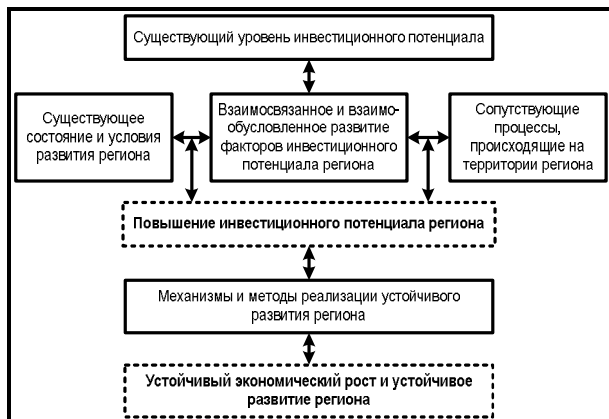 Существующий уровень инвестиционного потенциала
Существующее
состояние и условия
развития региона
Взаимосвязанное и взаимо-
обусловленное развитие
факторов инвестиционного
потенциала региона
Сопутствующие
процессы,
происходящие на
территории региона
Повышение инвестиционного потенциала региона
Механизмы и методы реализации устойчивого
развития региона
Устойчивый экономический рост и устойчивое
развитие региона